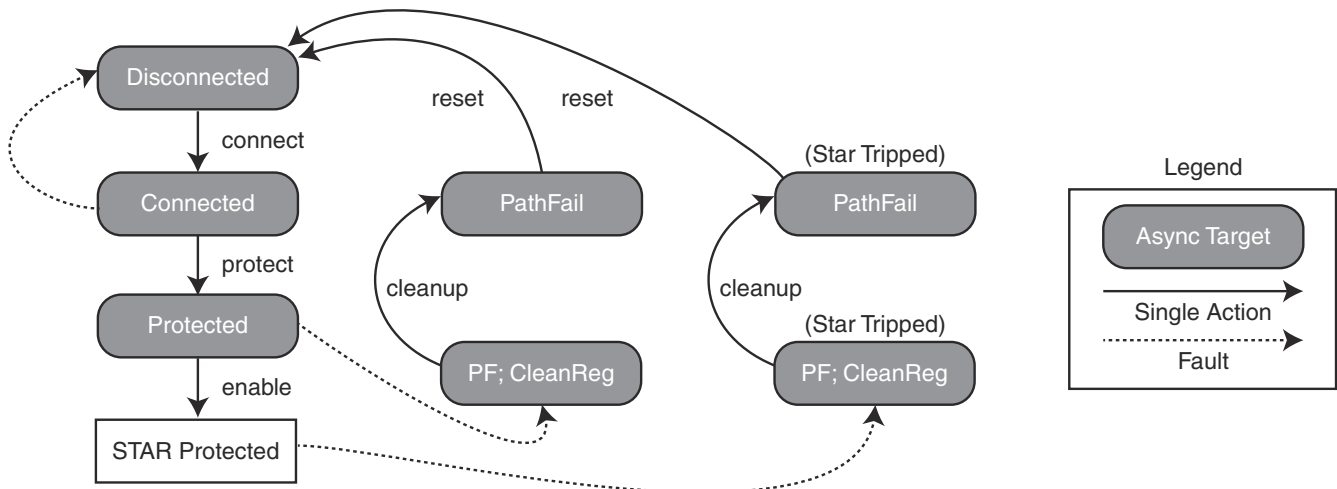 Disconnected
connect
Connected
protect
Protected
enable
STAR Protected
reset
PathFail
cleanup
PF; CleanReg
reset
(Star Tripped)
PathFail
cleanup
(Star Tripped)
PF; CleanReg
Legend
Async Target
Single Action
Fault